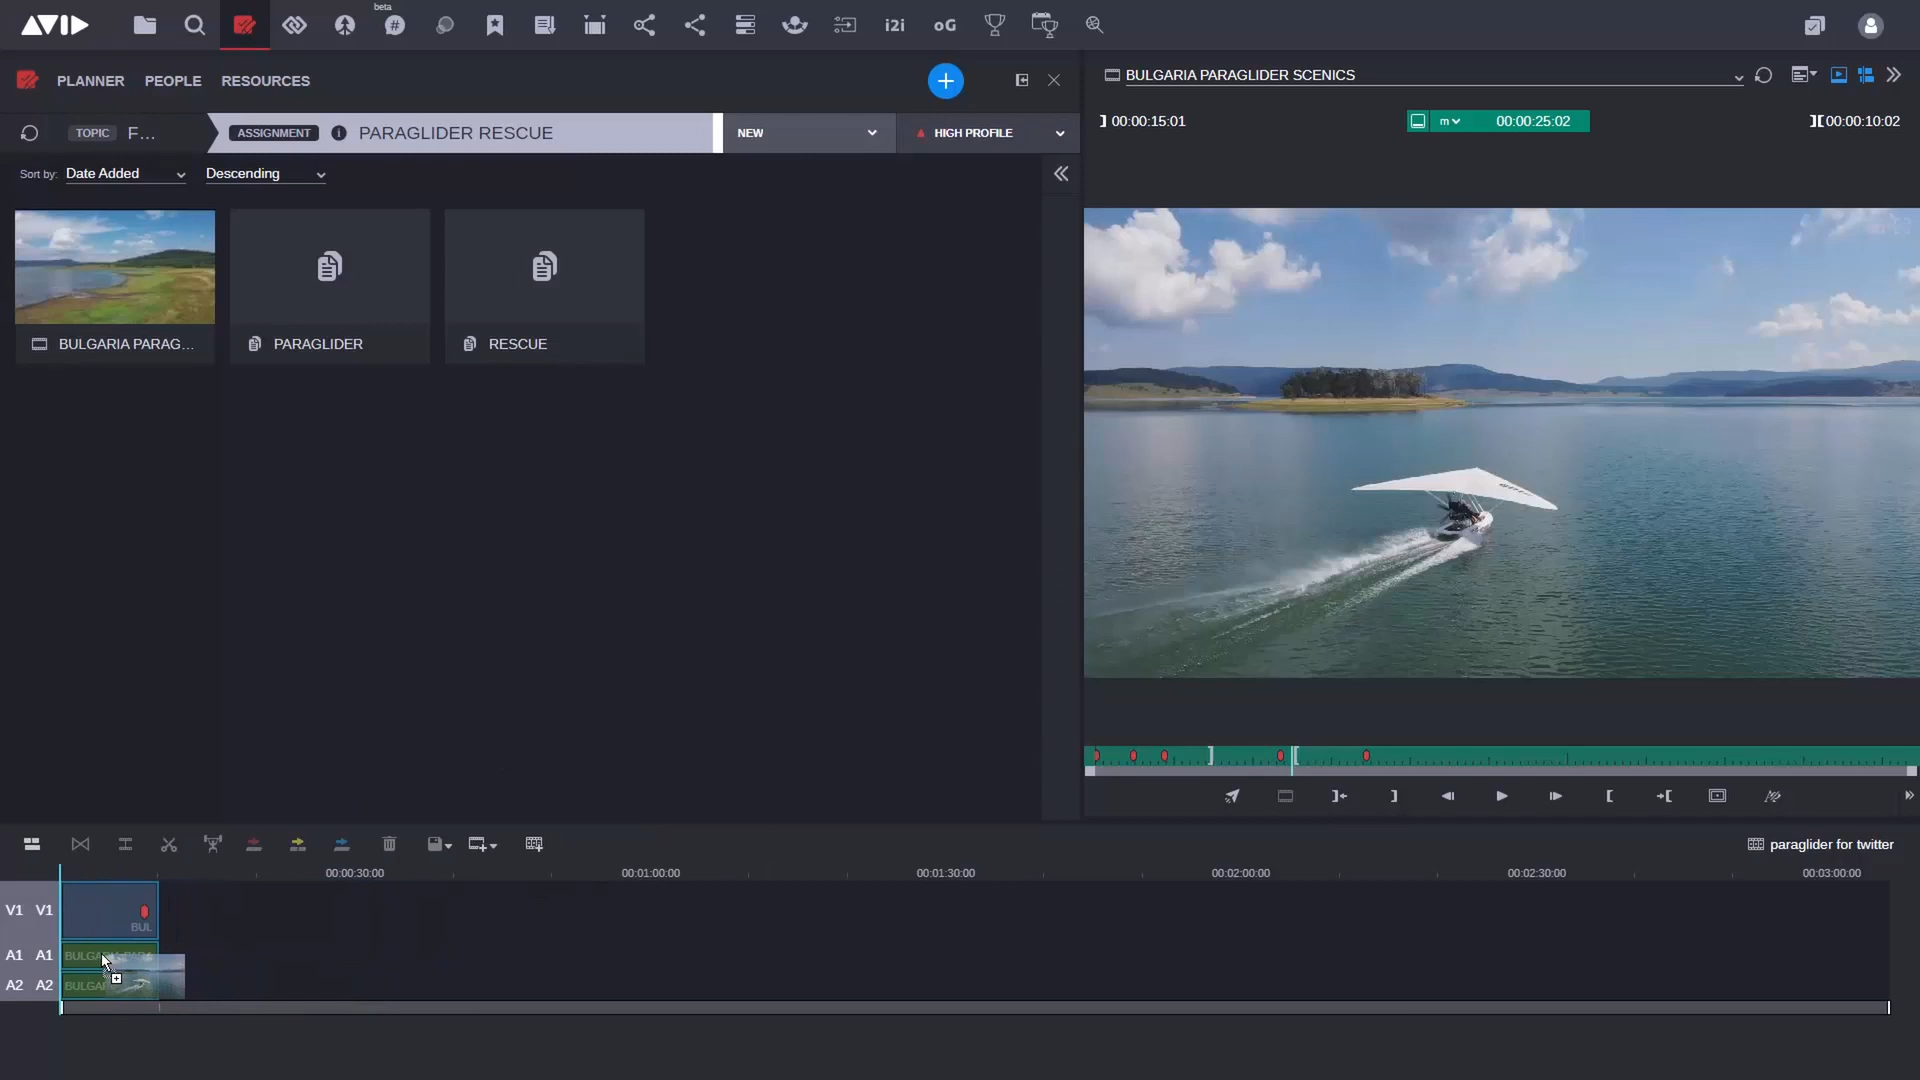 AVID
beta
#
i2i
oG
PLANNER PEOPLE RESOURCES
TOPIC F...
ASSIGNMENT PARAGLIDER RESCUE
NEW
HIGH PROFILE
Sort by: Date Added Descending
BULGARIA PARAG...
PARAGLIDER
RESCUE
BULGARIA PARAGLIDER SCENICS
00:00:15:01
m 00:00:25:02
00:00:10:02
paraglider for twitter
00:00:30:00 00:01:00:00 00:01:30:00 00:02:00:00 00:02:30:00 00:03:00:00
V1 V1
BUL
A1 A1
A2 A2